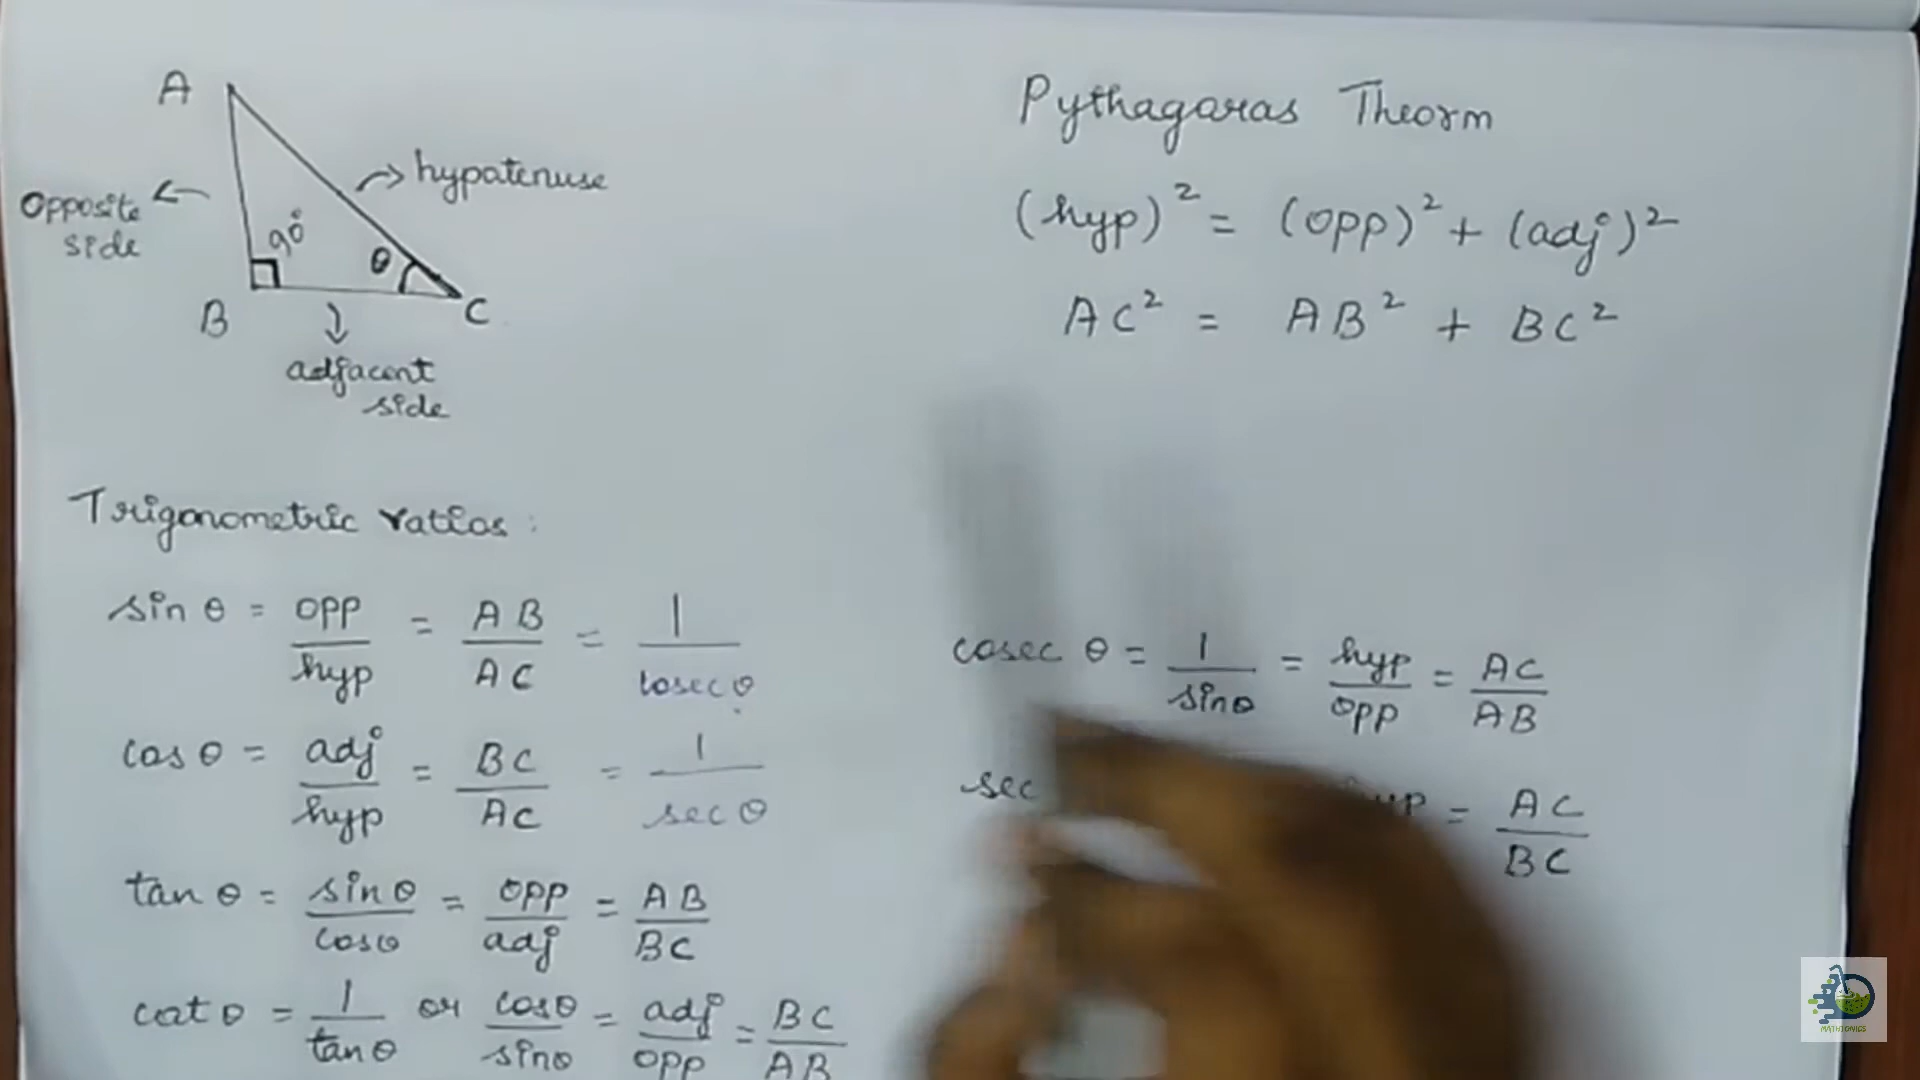 A
hypotenuse
Opposite
side
90°
θ
B
C
adjacent
side
Pythagoras Theorm
(hyp)² = (opp)² + (adj)²
AC² = AB² + BC²
Trigonometric ratios:
sin θ = opp/hyp = AB/AC = 1/cosec θ
cos θ = adj/hyp = BC/AC = 1/sec θ
tan θ = sin θ/cos θ = opp/adj = AB/BC
cot θ = 1/tan θ or cos θ/sin θ = adj/opp = BC/AB
cosec θ = 1/sin θ = hyp/opp = AC/AB
sec = AC/BC
MATHIONICS